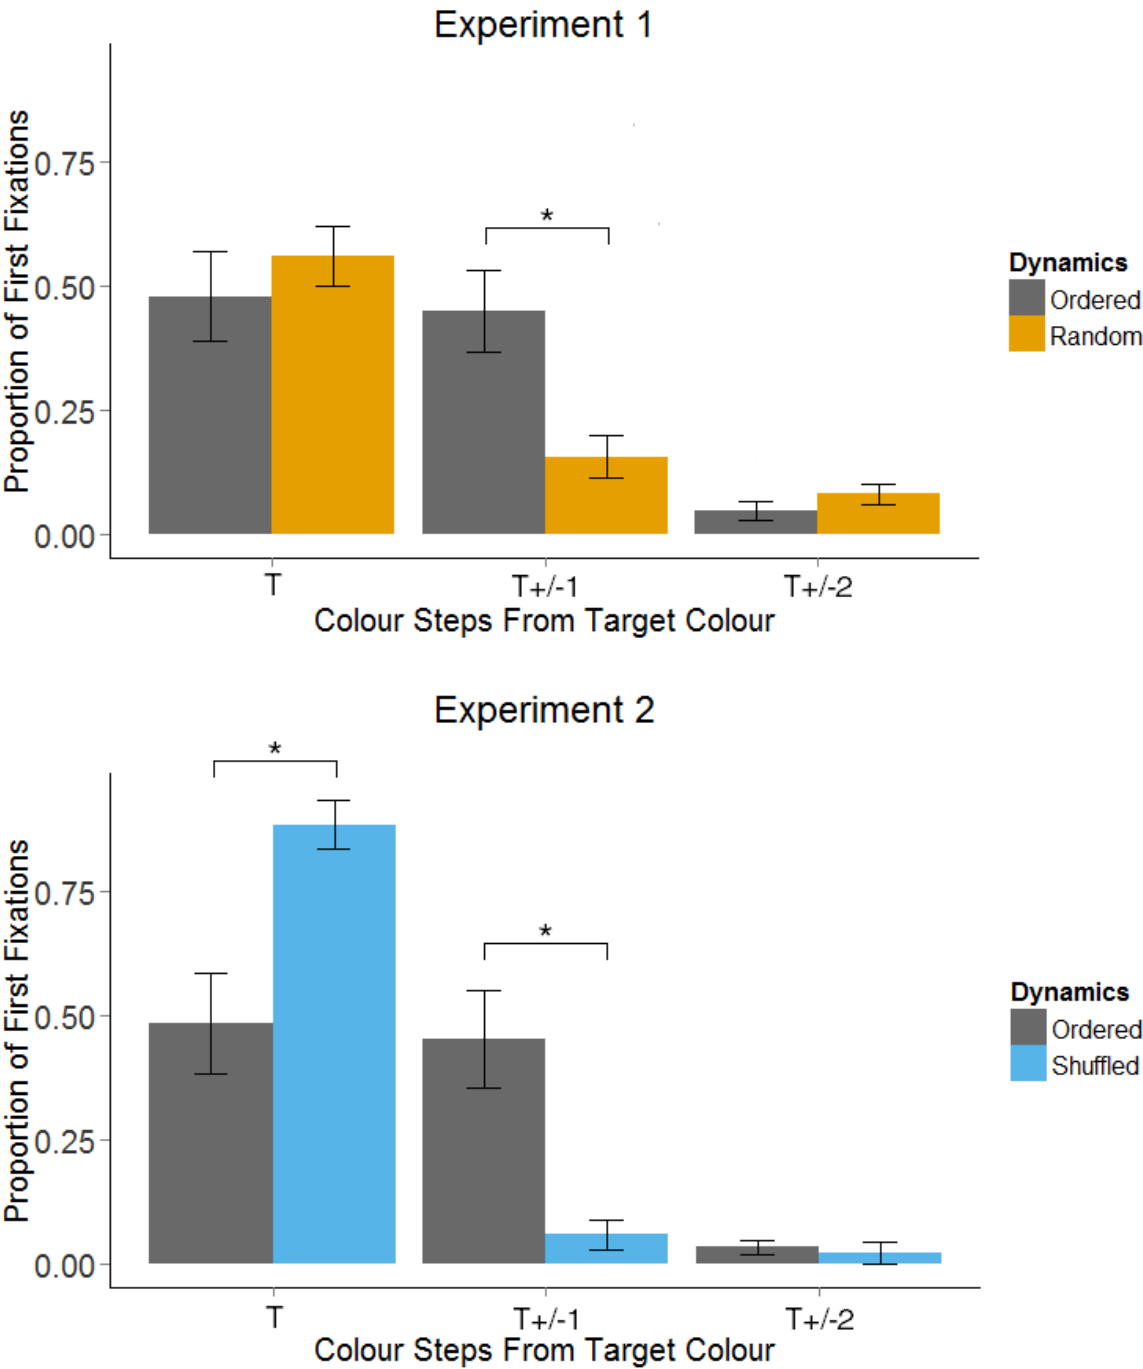 Experiment 1
Proportion of First Fixations
0.75
0.50
0.25
0.00
*
T
T+/-1
T+/-2
Colour Steps From Target Colour
Dynamics
Ordered
Random
Experiment 2
Proportion of First Fixations
0.75
0.50
0.25
0.00
*
*
T
T+/-1
T+/-2
Colour Steps From Target Colour
Dynamics
Ordered
Shuffled